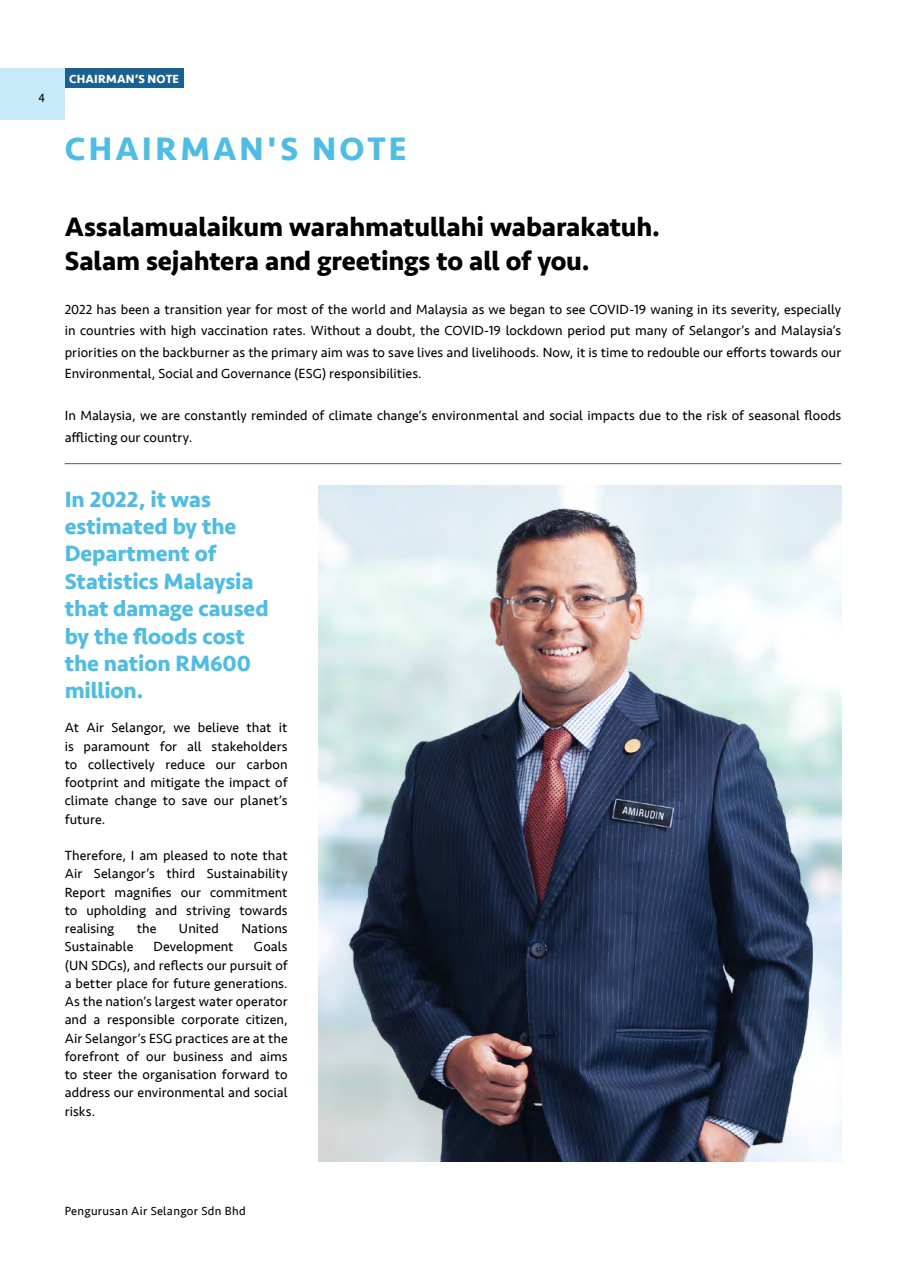 CHAIRMAN'S NOTE
4
CHAIRMAN'S NOTE
Assalamualaikum warahmatullahi wabarakatuh.
Salam sejahtera and greetings to all of you.
2022 has been a transition year for most of the world and Malaysia as we began to see COVID-19 waning in its severity, especially
in countries with high vaccination rates. Without a doubt, the COVID-19 lockdown period put many of Selangor's and Malaysia's
priorities on the backburner as the primary aim was to save lives and livelihoods. Now, it is time to redouble our efforts towards our
Environmental, Social and Governance (ESG) responsibilities.
In Malaysia, we are constantly reminded of climate change's environmental and social impacts due to the risk of seasonal floods
afflicting our country.
In 2022, it was
estimated by the
Department of
Statistics Malaysia
that damage caused
by the floods cost
the nation RM600
million.
At Air Selangor, we believe that it
is paramount for all stakeholders
to collectively reduce our carbon
footprint and mitigate the impact of
climate change to save our planet's
future.
Therefore, I am pleased to note that
Air Selangor's third Sustainability
Report magnifies our commitment
to upholding and striving towards
realising the United Nations
Sustainable Development Goals
(UN SDGs), and reflects our pursuit of
a better place for future generations.
As the nation's largest water operator
and a responsible corporate citizen,
Air Selangor's ESG practices are at the
forefront of our business and aims
to steer the organisation forward to
address our environmental and social
risks.
AMIRUDIN
Pengurusan Air Selangor Sdn Bhd